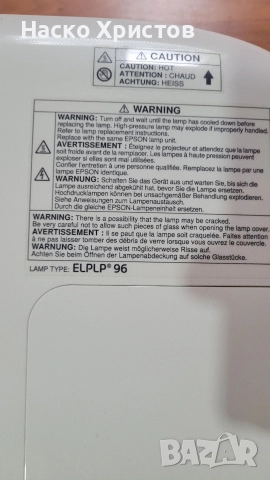 Наско Христов
CAUTION
CAUTION: HOT
ATTENTION : CHAUD
ACHTUNG: HEISS
WARNING
WARNING: Turn off and wait until the lamp has cooled down before
replacing the lamp. High-pressure lamp may explode if improperly handled.
Refer to lamp replacement instructions.
Replace with the same EPSON lamp unit.
AVERTISSEMENT : Éteignez le projecteur et attendez que la lampe
soit froide avant de la remplacer. Les lampes à haute pression peuvent
exploser si elles sont mal utilisées.
Confier l'entretien à une personne compétente. Remplacez la lampe par une
lampe EPSON identique.
WARNUNG: Schalten Sie das Gerät aus und warten Sie, bis sich die
Lampe ausreichend abgekühlt hat, bevor Sie die Lampe ersetzen.
Hochdrucklampen können bei unsachgemäßer Behandlung explodieren.
Siehe Anweisungen zum Lampenaustausch.
Durch die gleiche EPSON-Lampeneinheit ersetzen.
WARNING: There is a possibility that the lamp may be cracked.
Be very careful not to allow such pieces of glass when opening the lamp cover.
AVERTISSEMENT : Il se peut que la lampe soit craquelée. Faites attention
à ne pas laisser tomber des débris de verre lorsque vous ouvrez le couvercle.
WARNUNG: Die Lampe weist möglicherweise Risse auf.
Achten Sie beim Öffnen der Lampenabdeckung auf solche Glasstücke.
LAMP TYPE: ELPLP® 96
bazar.bg